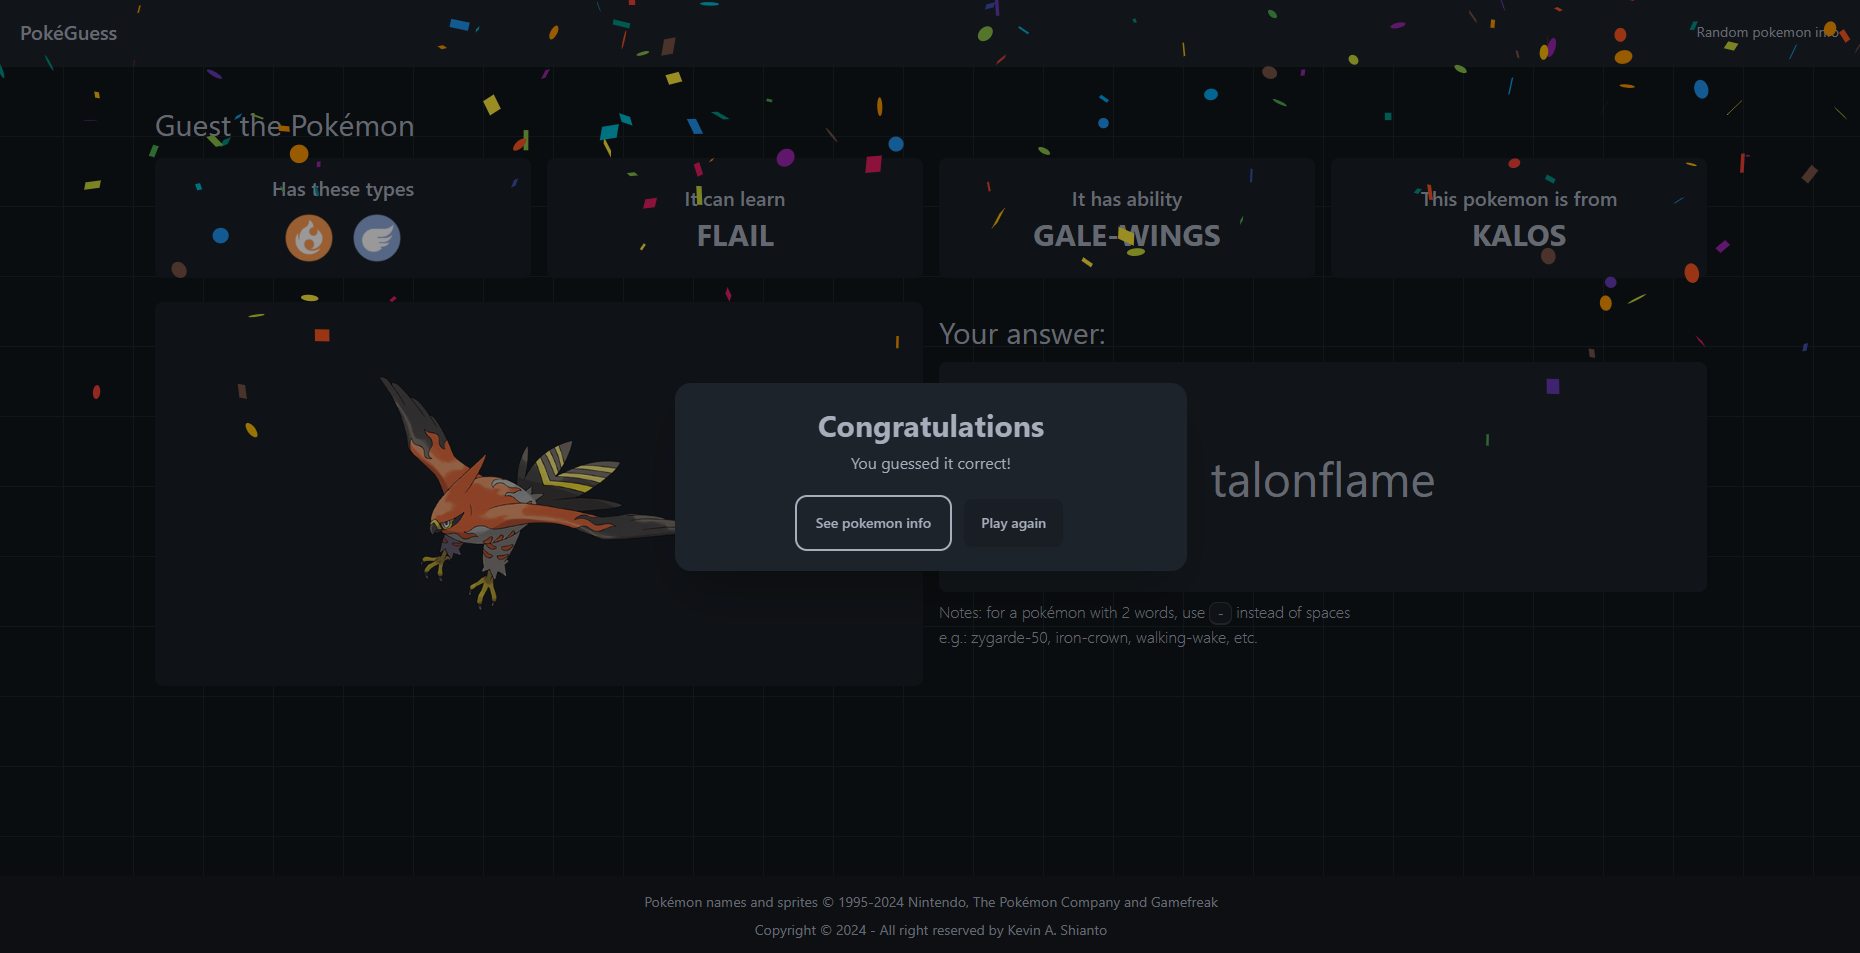 PokéGuess
Random pokemon info
Guest the Pokémon
Has these types
It can learn
FLAIL
It has ability
GALE-WINGS
This pokemon is from
KALOS
Your answer:
talonflame
Congratulations
You guessed it correct!
See pokemon info
Play again
Notes: for a pokémon with 2 words, use - instead of spaces
e.g.: zygarde-50, iron-crown, walking-wake, etc.
Pokémon names and sprites © 1995-2024 Nintendo, The Pokémon Company and Gamefreak
Copyright © 2024 - All right reserved by Kevin A. Shianto